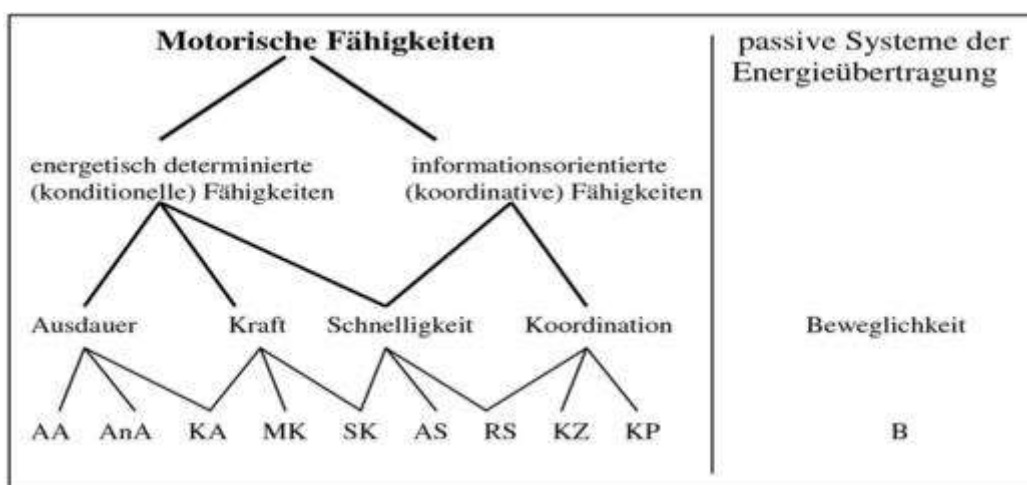 Motorische Fähigkeiten
passive Systeme der
Energieübertragung
energetisch determinierte
(konditionelle) Fähigkeiten
informationsorientierte
(koordinative) Fähigkeiten
Ausdauer Kraft Schnelligkeit Koordination Beweglichkeit
AA AnA KA MK SK AS RS KZ KP B